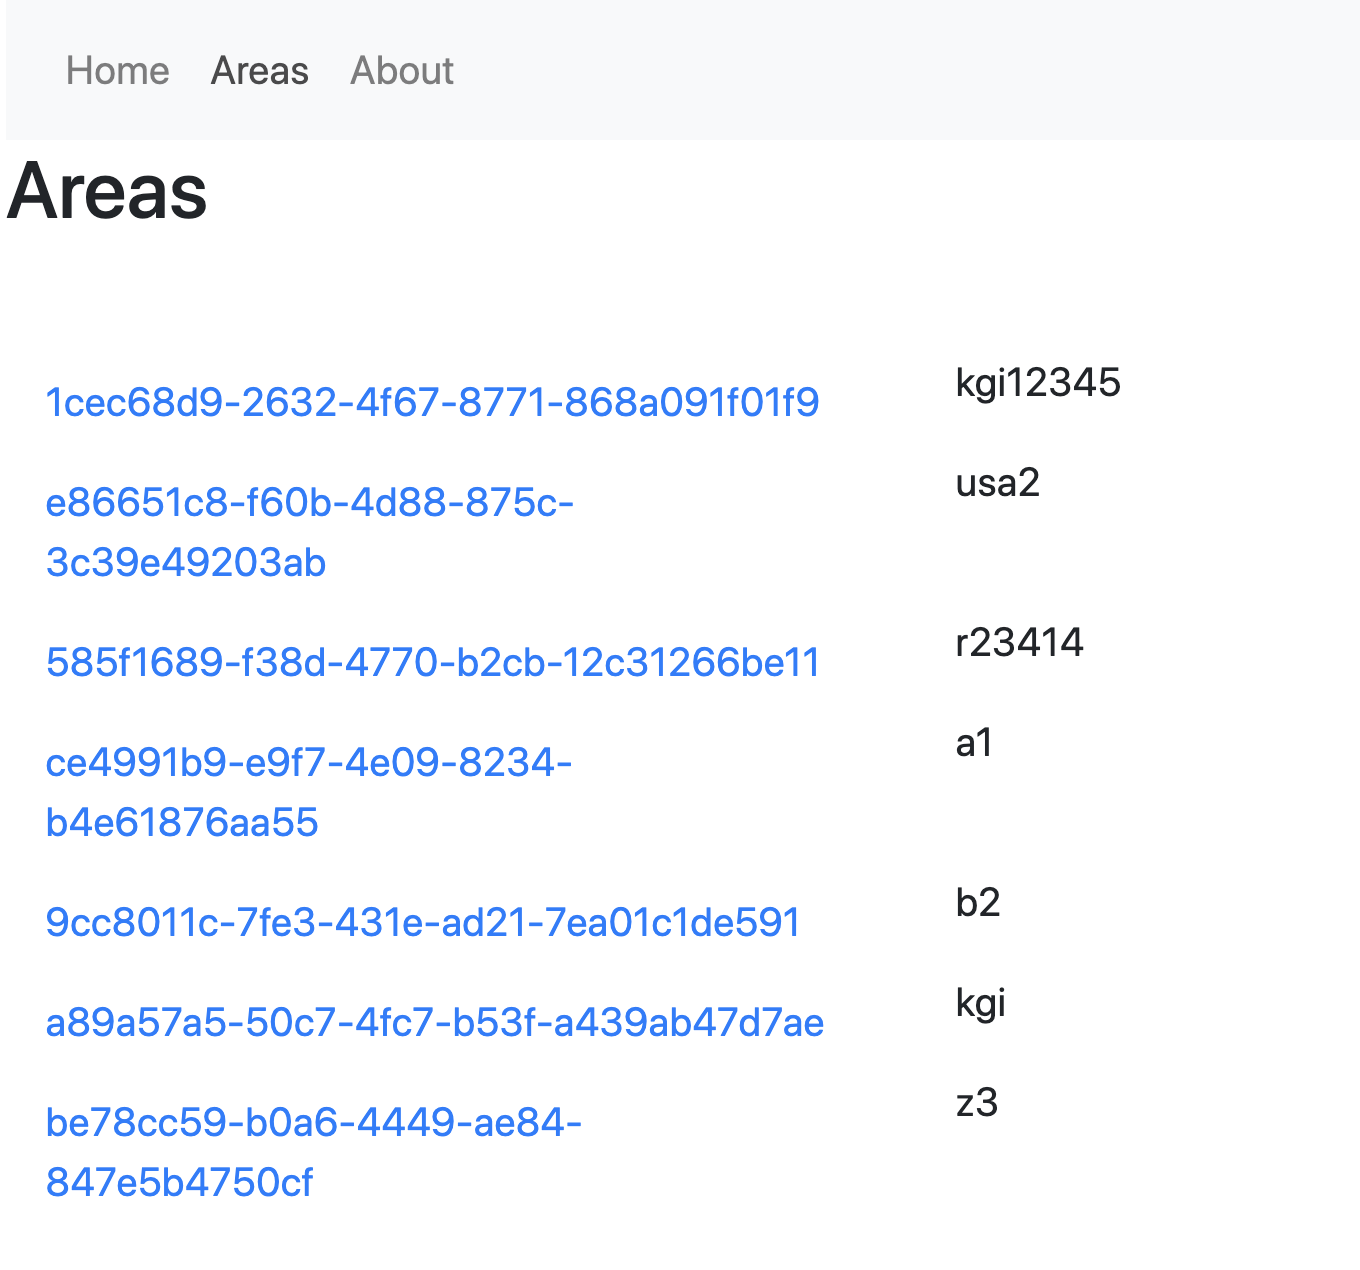 Home Areas About
Areas
1cec68d9-2632-4f67-8771-868a091f01f9 kgi12345
e86651c8-f60b-4d88-875c- usa2
3c39e49203ab
585f1689-f38d-4770-b2cb-12c31266be11 r23414
ce4991b9-e9f7-4e09-8234- a1
b4e61876aa55
9cc8011c-7fe3-431e-ad21-7ea01c1de591 b2
a89a57a5-50c7-4fc7-b53f-a439ab47d7ae kgi
be78cc59-b0a6-4449-ae84- z3
847e5b4750cf